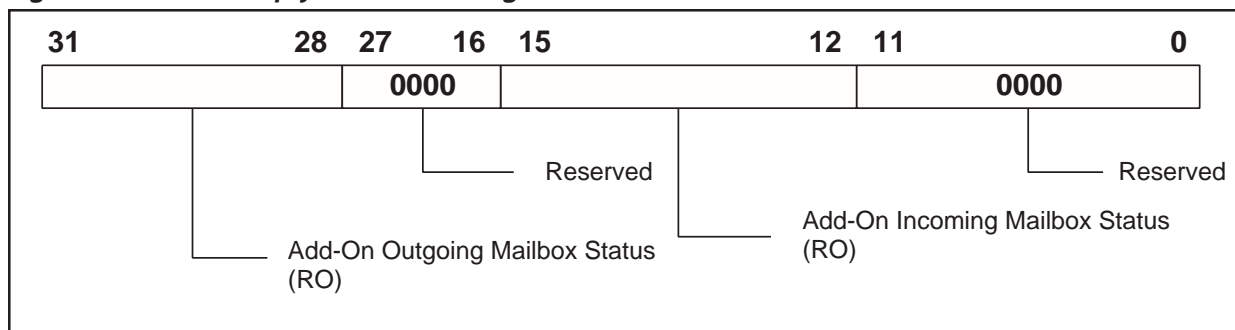 31 28 27 16 15 12 11 0
0000 0000
Reserved Reserved
Add-On Incoming Mailbox Status
(RO)
Add-On Outgoing Mailbox Status
(RO)